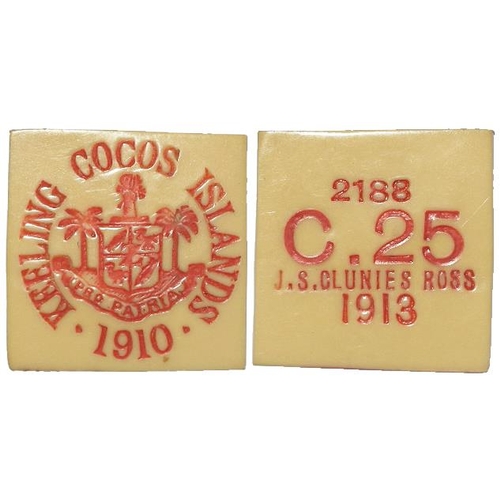 KEELING COCOS ISLANDS
PRO PATRIA
· 1910 ·
2188
C.25
J.S.CLUNIES ROSS
1913